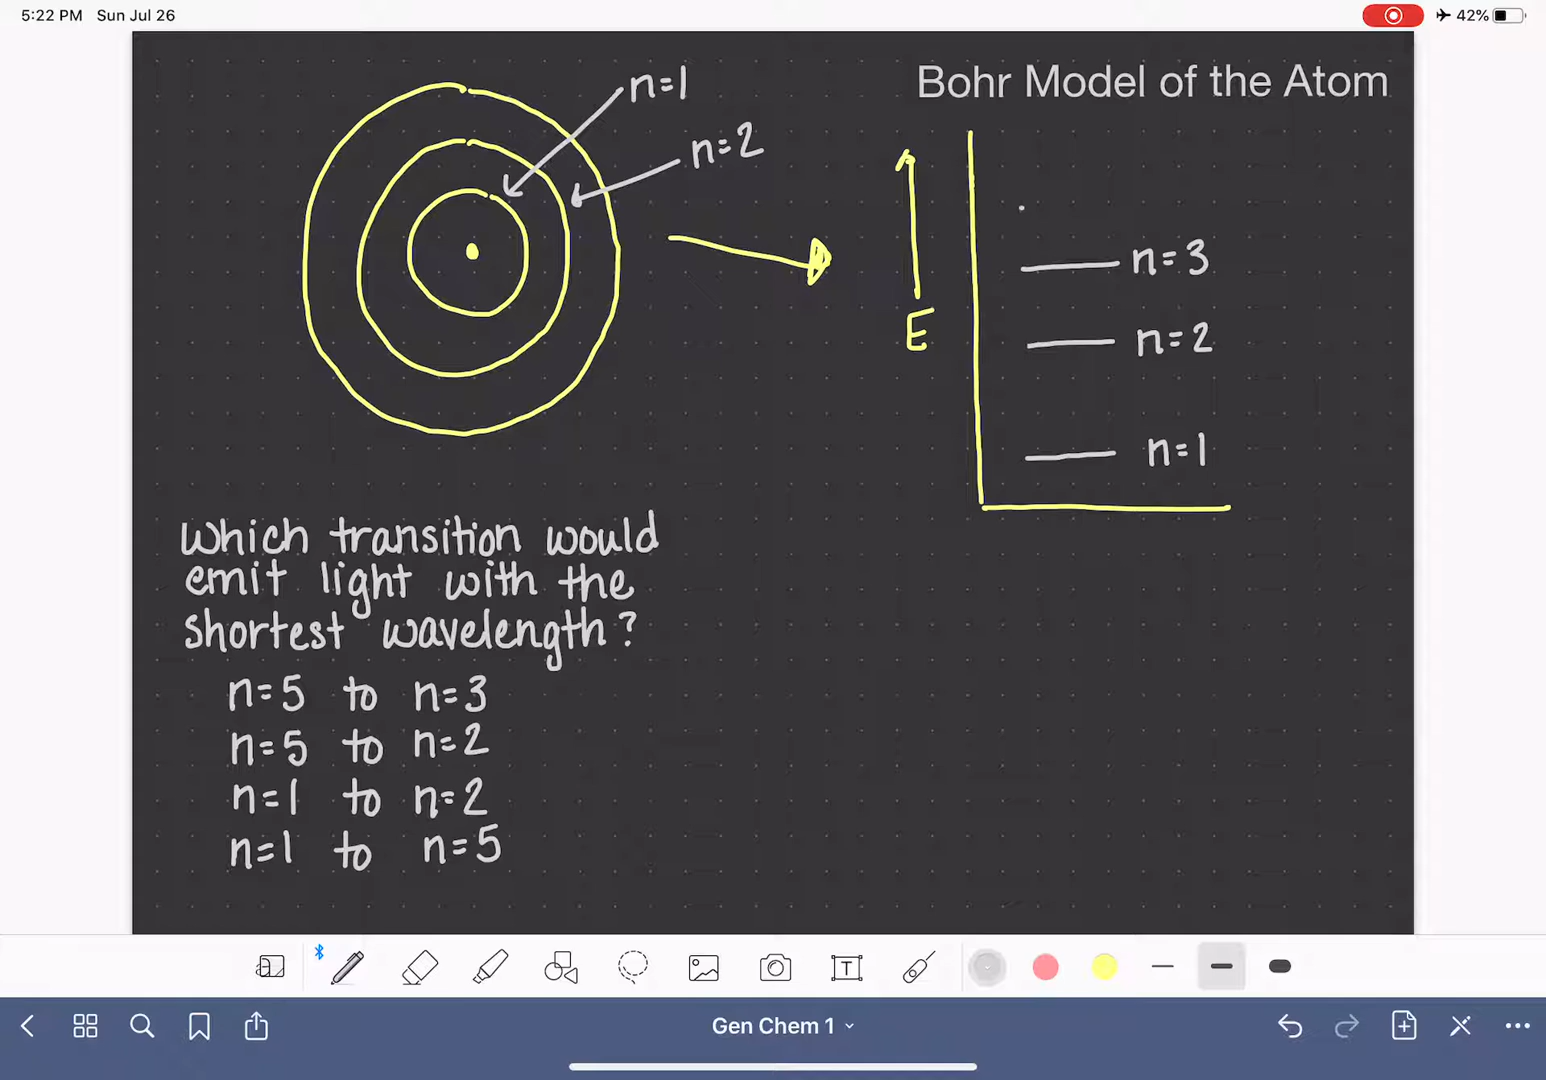 5:22 PM Sun Jul 26
42%
Bohr Model of the Atom
n=1
n=2
n=3
n=2
E
n=1
Which transition would
emit light with the
shortest wavelength?
n=5 to n=3
n=5 to n=2
n=1 to n=2
n=1 to n=5
T
Gen Chem 1